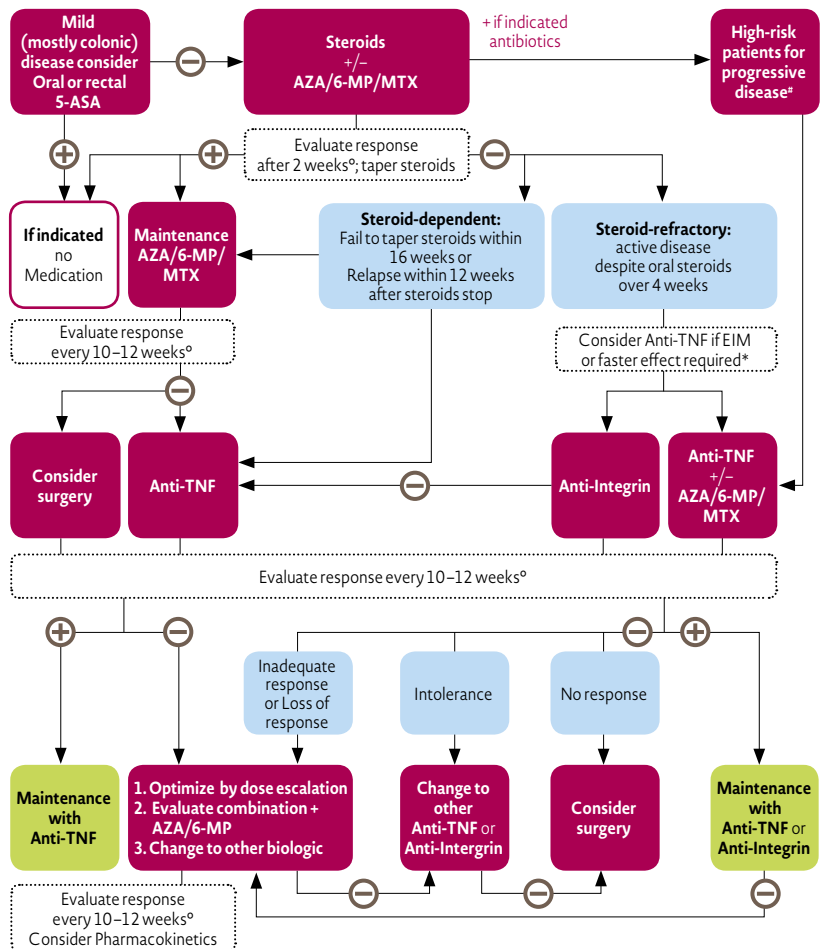 Mild
(mostly colonic)
disease consider
Oral or rectal
5-ASA
Steroids
+/–
AZA/6-MP/MTX
+ if indicated
antibiotics
High-risk
patients for
progressive
disease#
Evaluate response
after 2 weeks°; taper steroids
If indicated
no
Medication
Maintenance
AZA/6-MP/
MTX
Steroid-dependent:
Fail to taper steroids within
16 weeks or
Relapse within 12 weeks
after steroids stop
Steroid-refractory:
active disease
despite oral steroids
over 4 weeks
Evaluate response
every 10–12 weeks°
Consider Anti-TNF if EIM
or faster effect required*
Consider
surgery
Anti-TNF
Anti-Integrin
Anti-TNF
+/–
AZA/6-MP/
MTX
Evaluate response every 10–12 weeks°
Inadequate
response
or Loss of
response
Intolerance
No response
Maintenance
with
Anti-TNF
1. Optimize by dose escalation
2. Evaluate combination +
AZA/6-MP
3. Change to other biologic
Change to
other
Anti-TNF or
Anti-Intergrin
Consider
surgery
Maintenance
with
Anti-TNF or
Anti-Integrin
Evaluate response
every 10–12 weeks°
Consider Pharmacokinetics